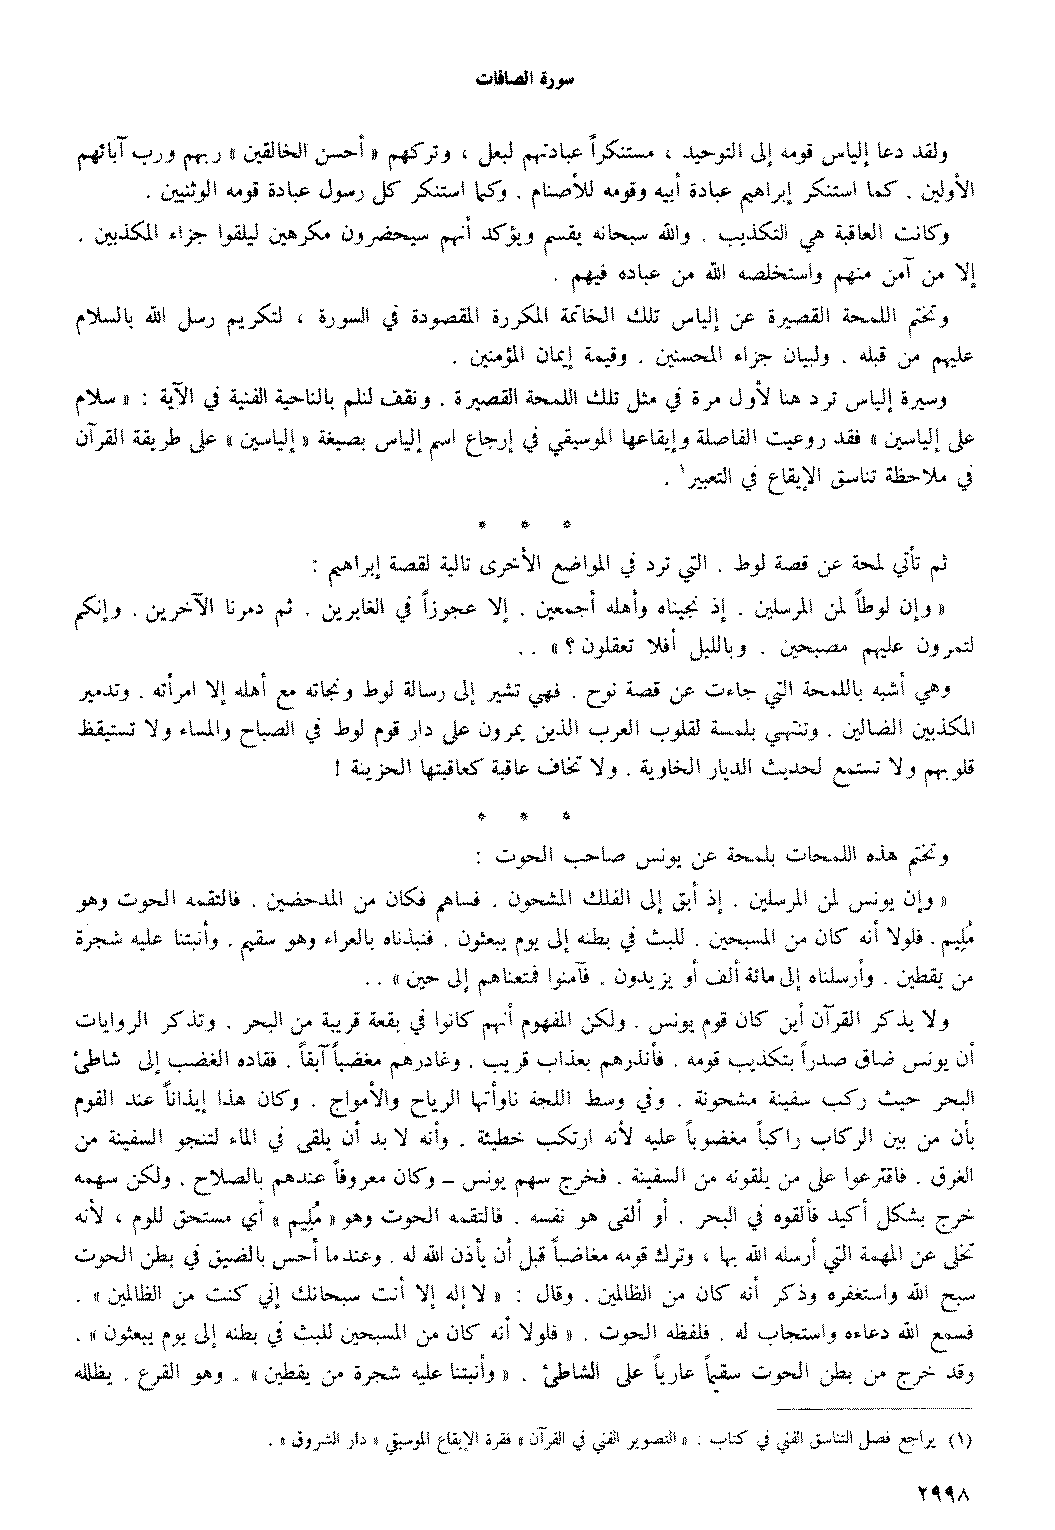 سورة الصافات
ولقد دعا إلياس قومه إلى التوحيد ، مستنكراً عبادتهم لبعل ، وتركهم « أحسن الخالقين » ربهم ورب آبائهم
الأولين . كما استنكر إبراهيم عبادة أبيه وقومه للأصنام . وكما استنكر كل رسول عبادة قومه الوثنيين .
وكانت العاقبة هي التكذيب . والله سبحانه يقسم ويؤكد أنهم سيحضرون مكرهين ليلقوا جزاء المكذبين .
إلا من آمن منهم واستخلصه الله من عباده فيهم .
وتختم اللمحة القصيرة عن إلياس تلك الخاتمة المكررة المقصودة في السورة ، لتكريم رسل الله بالسلام
عليهم من قبله . ولبيان جزاء المحسنين . وقيمة إيمان المؤمنين .
وسيرة إلياس ترد هنا لأول مرة في مثل تلك اللمحة القصيرة . ونقف لنلم بالناحية الفنية في الآية : « سلام
على إلياسين » فقد روعيت الفاصلة وإيقاعها الموسيقي في إرجاع اسم إلياس بصيغة « إلياسين » على طريقة القرآن
في ملاحظة تناسق الإيقاع في التعبير١ .
* * *
ثم تأتي لمحة عن قصة لوط . التي ترد في المواضع الأخرى تالية لقصة إبراهيم :
« وإن لوطاً لمن المرسلين . إذ نجيناه وأهله أجمعين . إلا عجوزاً في الغابرين . ثم دمرنا الآخرين . وإنكم
لتمرون عليهم مصبحين . وبالليل أفلا تعقلون ؟ » . .
وهي أشبه باللمحة التي جاءت عن قصة نوح . فهي تشير إلى رسالة لوط ونجاته مع أهله إلا امرأته . وتدمير
المكذبين الضالين . وتنتهي بلمسة لقلوب العرب الذين يمرون على دار قوم لوط في الصباح والمساء ولا تستيقظ
قلوبهم ولا تستمع لحديث الديار الخاوية . ولا تخاف عاقبة كعاقبتها الحزينة !
* * *
وتختم هذه اللمحات بلمحة عن يونس صاحب الحوت :
« وإن يونس لمن المرسلين . إذ أبق إلى الفلك المشحون . فساهم فكان من المدحضين . فالتقمه الحوت وهو
مُلِيم . فلولا أنه كان من المسبحين . للبث في بطنه إلى يوم يبعثون . فنبذناه بالعراء وهو سقيم . وأنبتنا عليه شجرة
من يقطين . وأرسلناه إلى مائة ألف أو يزيدون . فآمنوا فمتعناهم إلى حين » . .
ولا يذكر القرآن أين كان قوم يونس . ولكن المفهوم أنهم كانوا في بقعة قريبة من البحر . وتذكر الروايات
أن يونس ضاق صدراً بتكذيب قومه . فأنذرهم بعذاب قريب . وغادرهم مغضباً آبقاً . فقاده الغضب إلى شاطئ
البحر حيث ركب سفينة مشحونة . وفي وسط اللجة ناوأتها الرياح والأمواج . وكان هذا إيذاناً عند القوم
بأن من بين الركاب راكباً مغضوباً عليه لأنه ارتكب خطيئة . وأنه لا بد أن يلقى في الماء لتنجو السفينة من
الغرق . فاقترعوا على من يلقونه من السفينة . فخرج سهم يونس – وكان معروفاً عندهم بالصلاح . ولكن سهمه
خرج بشكل أكيد فألقوه في البحر . أو ألقى هو نفسه . فالتقمه الحوت وهو « مُلِيم » أي مستحق للوم ، لأنه
تخلى عن المهمة التي أرسله الله بها ، وترك قومه مغاضباً قبل أن يأذن الله له . وعندما أحس بالضيق في بطن الحوت
سبح الله واستغفره وذكر أنه كان من الظالمين . وقال : « لا إله إلا أنت سبحانك إني كنت من الظالمين » .
فسمع الله دعاءه واستجاب له . فلفظه الحوت . « فلولا أنه كان من المسبحين للبث في بطنه إلى يوم يبعثون » .
وقد خرج من بطن الحوت سقيماً عارياً على الشاطئ . « وأنبتنا عليه شجرة من يقطين » . وهو القرع . يظلله
(١) يراجع فصل التناسق الفني في كتاب : « التصوير الفني في القرآن » فقرة الإيقاع الموسيقي « دار الشروق » .
٢٩٩٨